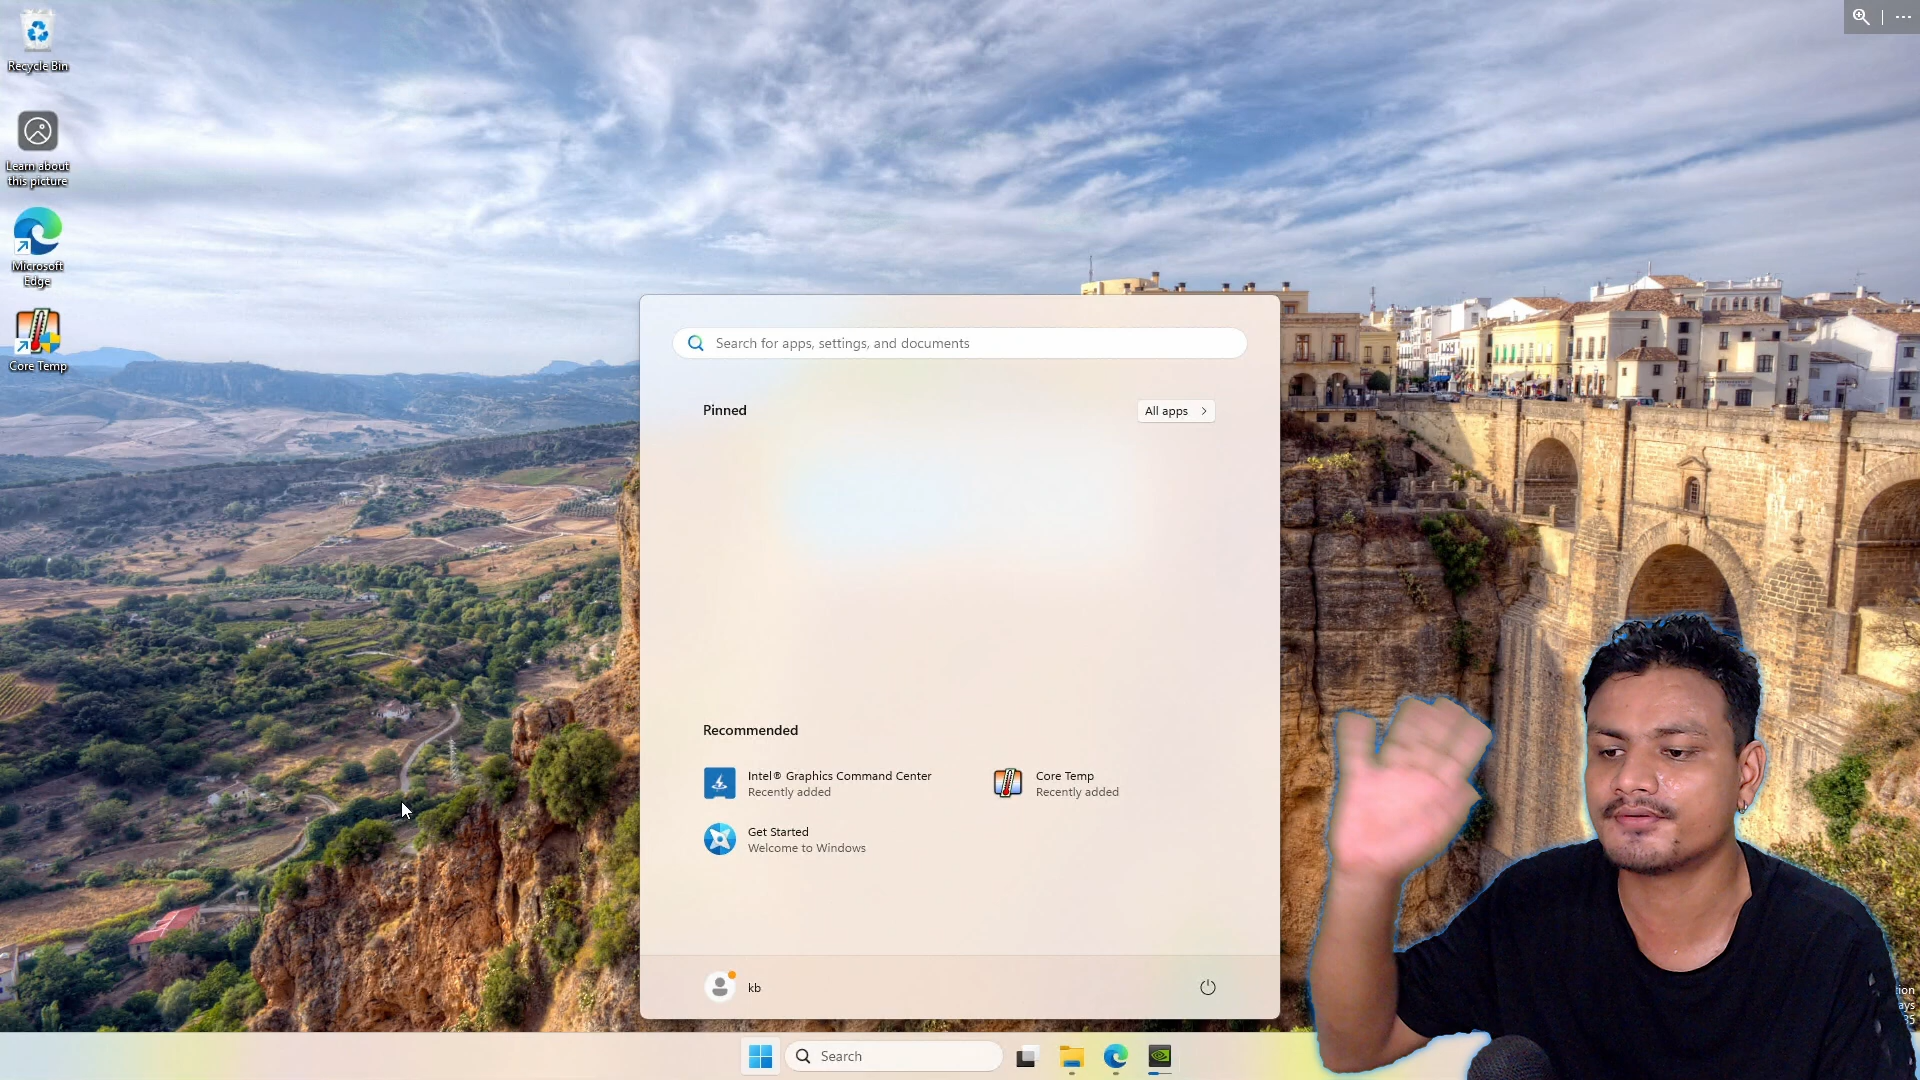 Recycle Bin
Learn about
this picture
Microsoft
Edge
Core Temp
Search for apps, settings, and documents
Pinned
All apps
Recommended
Intel® Graphics Command Center
Recently added
Core Temp
Recently added
Get Started
Welcome to Windows
kb
Search